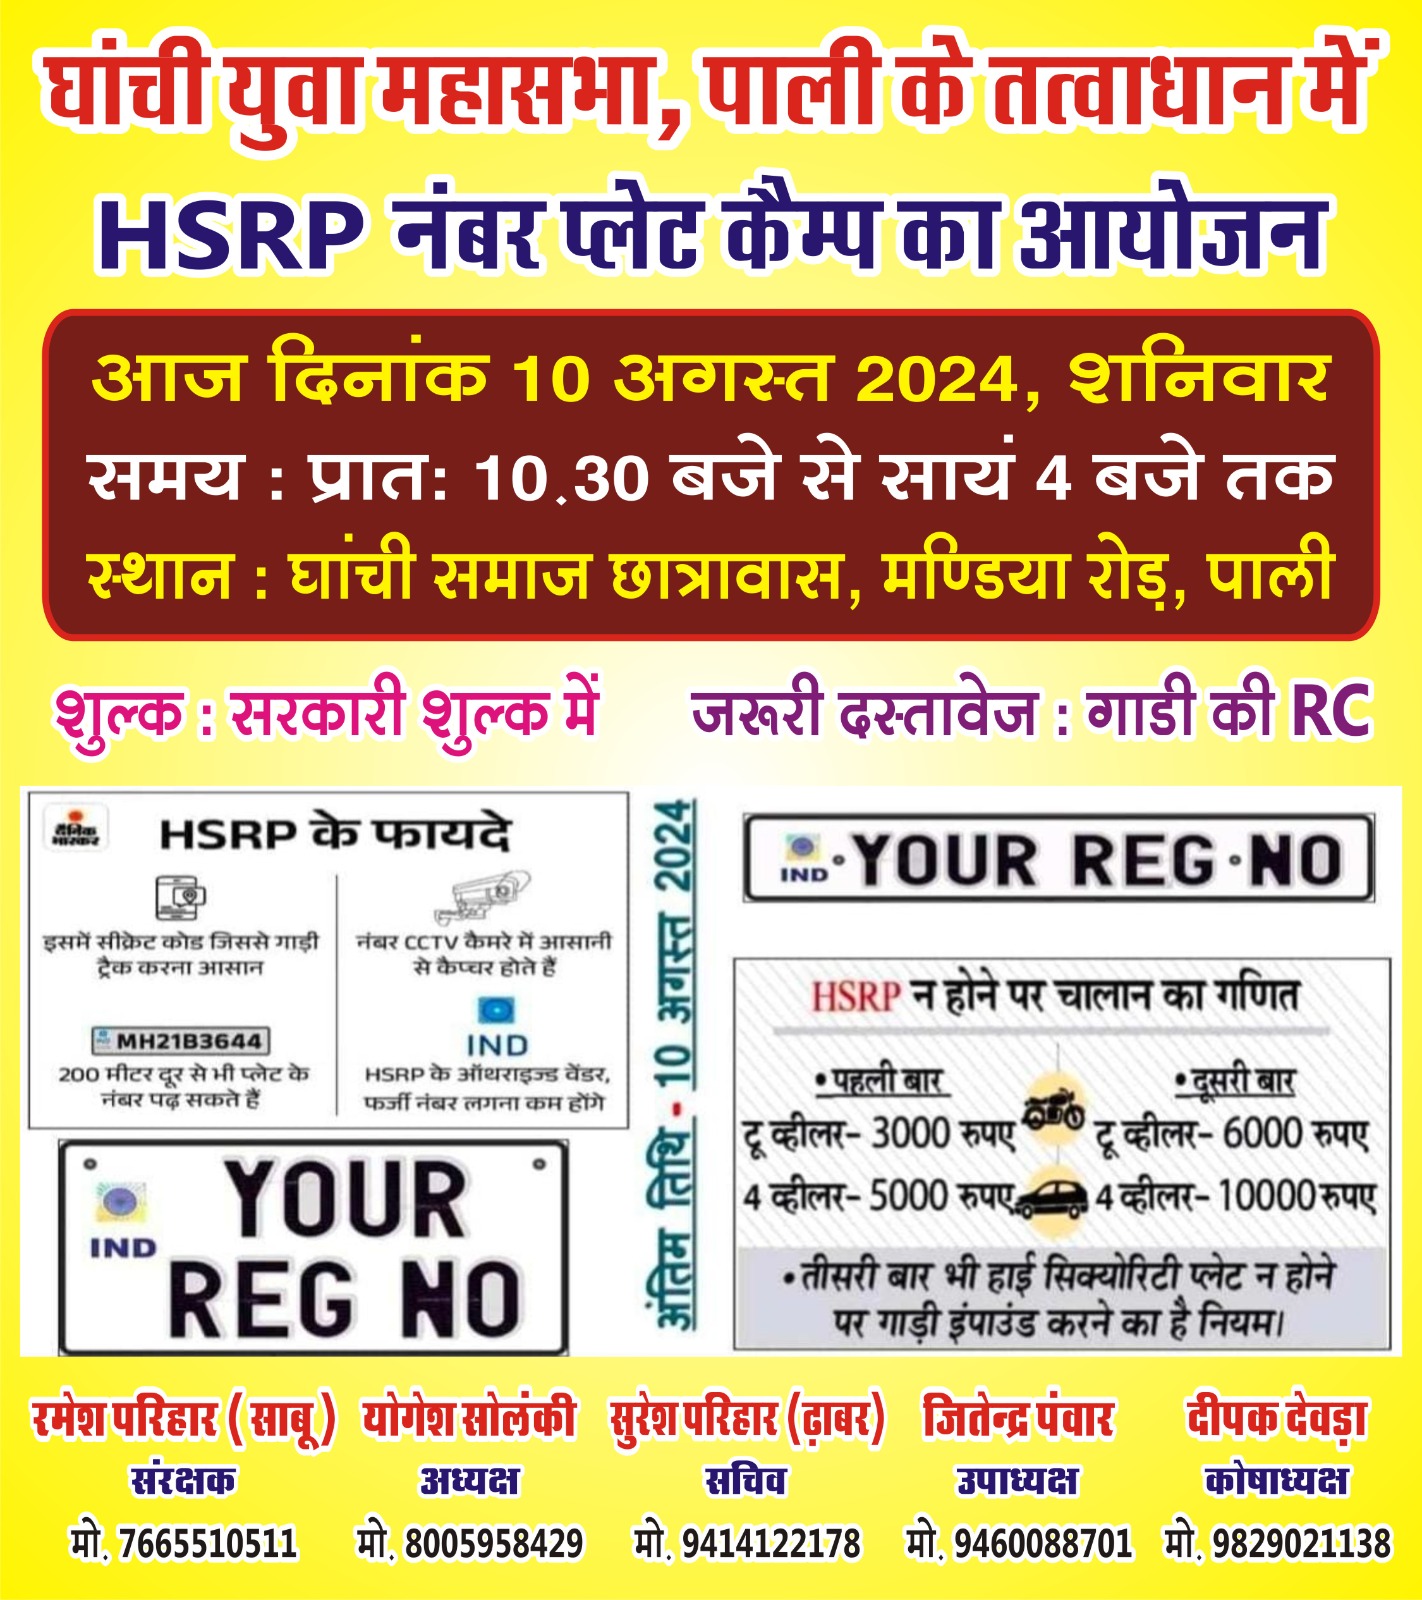 घांची युवा महासभा, पाली के तत्वाधान में
HSRP नंबर प्लेट कैम्प का आयोजन
आज दिनांक 10 अगस्त 2024, शनिवार
समय : प्रात: 10.30 बजे से सायं 4 बजे तक
स्थान : घांची समाज छात्रावास, मण्डिया रोड़, पाली
शुल्क : सरकारी शुल्क में
जरूरी दस्तावेज : गाडी की RC
दैनिक
भास्कर
HSRP के फायदे
इसमें सीक्रेट कोड जिससे गाड़ी
ट्रैक करना आसान
नंबर CCTV कैमरे में आसानी
से कैप्चर होते हैं
MH21B3644
200 मीटर दूर से भी प्लेट के
नंबर पढ़ सकते हैं
IND
HSRP के ऑथराइज्ड वेंडर,
फर्जी नंबर लगना कम होंगे
IND
YOUR
REG NO
अंतिम तिथि - 10 अगस्त 2024
IND
YOUR REG NO
HSRP न होने पर चालान का गणित
• पहली बार
टू व्हीलर- 3000 रुपए
4 व्हीलर- 5000 रुपए
• दूसरी बार
टू व्हीलर- 6000 रुपए
4 व्हीलर- 10000 रुपए
• तीसरी बार भी हाई सिक्योरिटी प्लेट न होने
पर गाड़ी इंपाउंड करने का है नियम।
रमेश परिहार ( साबू )
संरक्षक
मो. 7665510511
योगेश सोलंकी
अध्यक्ष
मो. 8005958429
सुरेश परिहार (ढ़ाबर)
सचिव
मो. 9414122178
जितेन्द्र पंवार
उपाध्यक्ष
मो. 9460088701
दीपक देवड़ा
कोषाध्यक्ष
मो. 9829021138